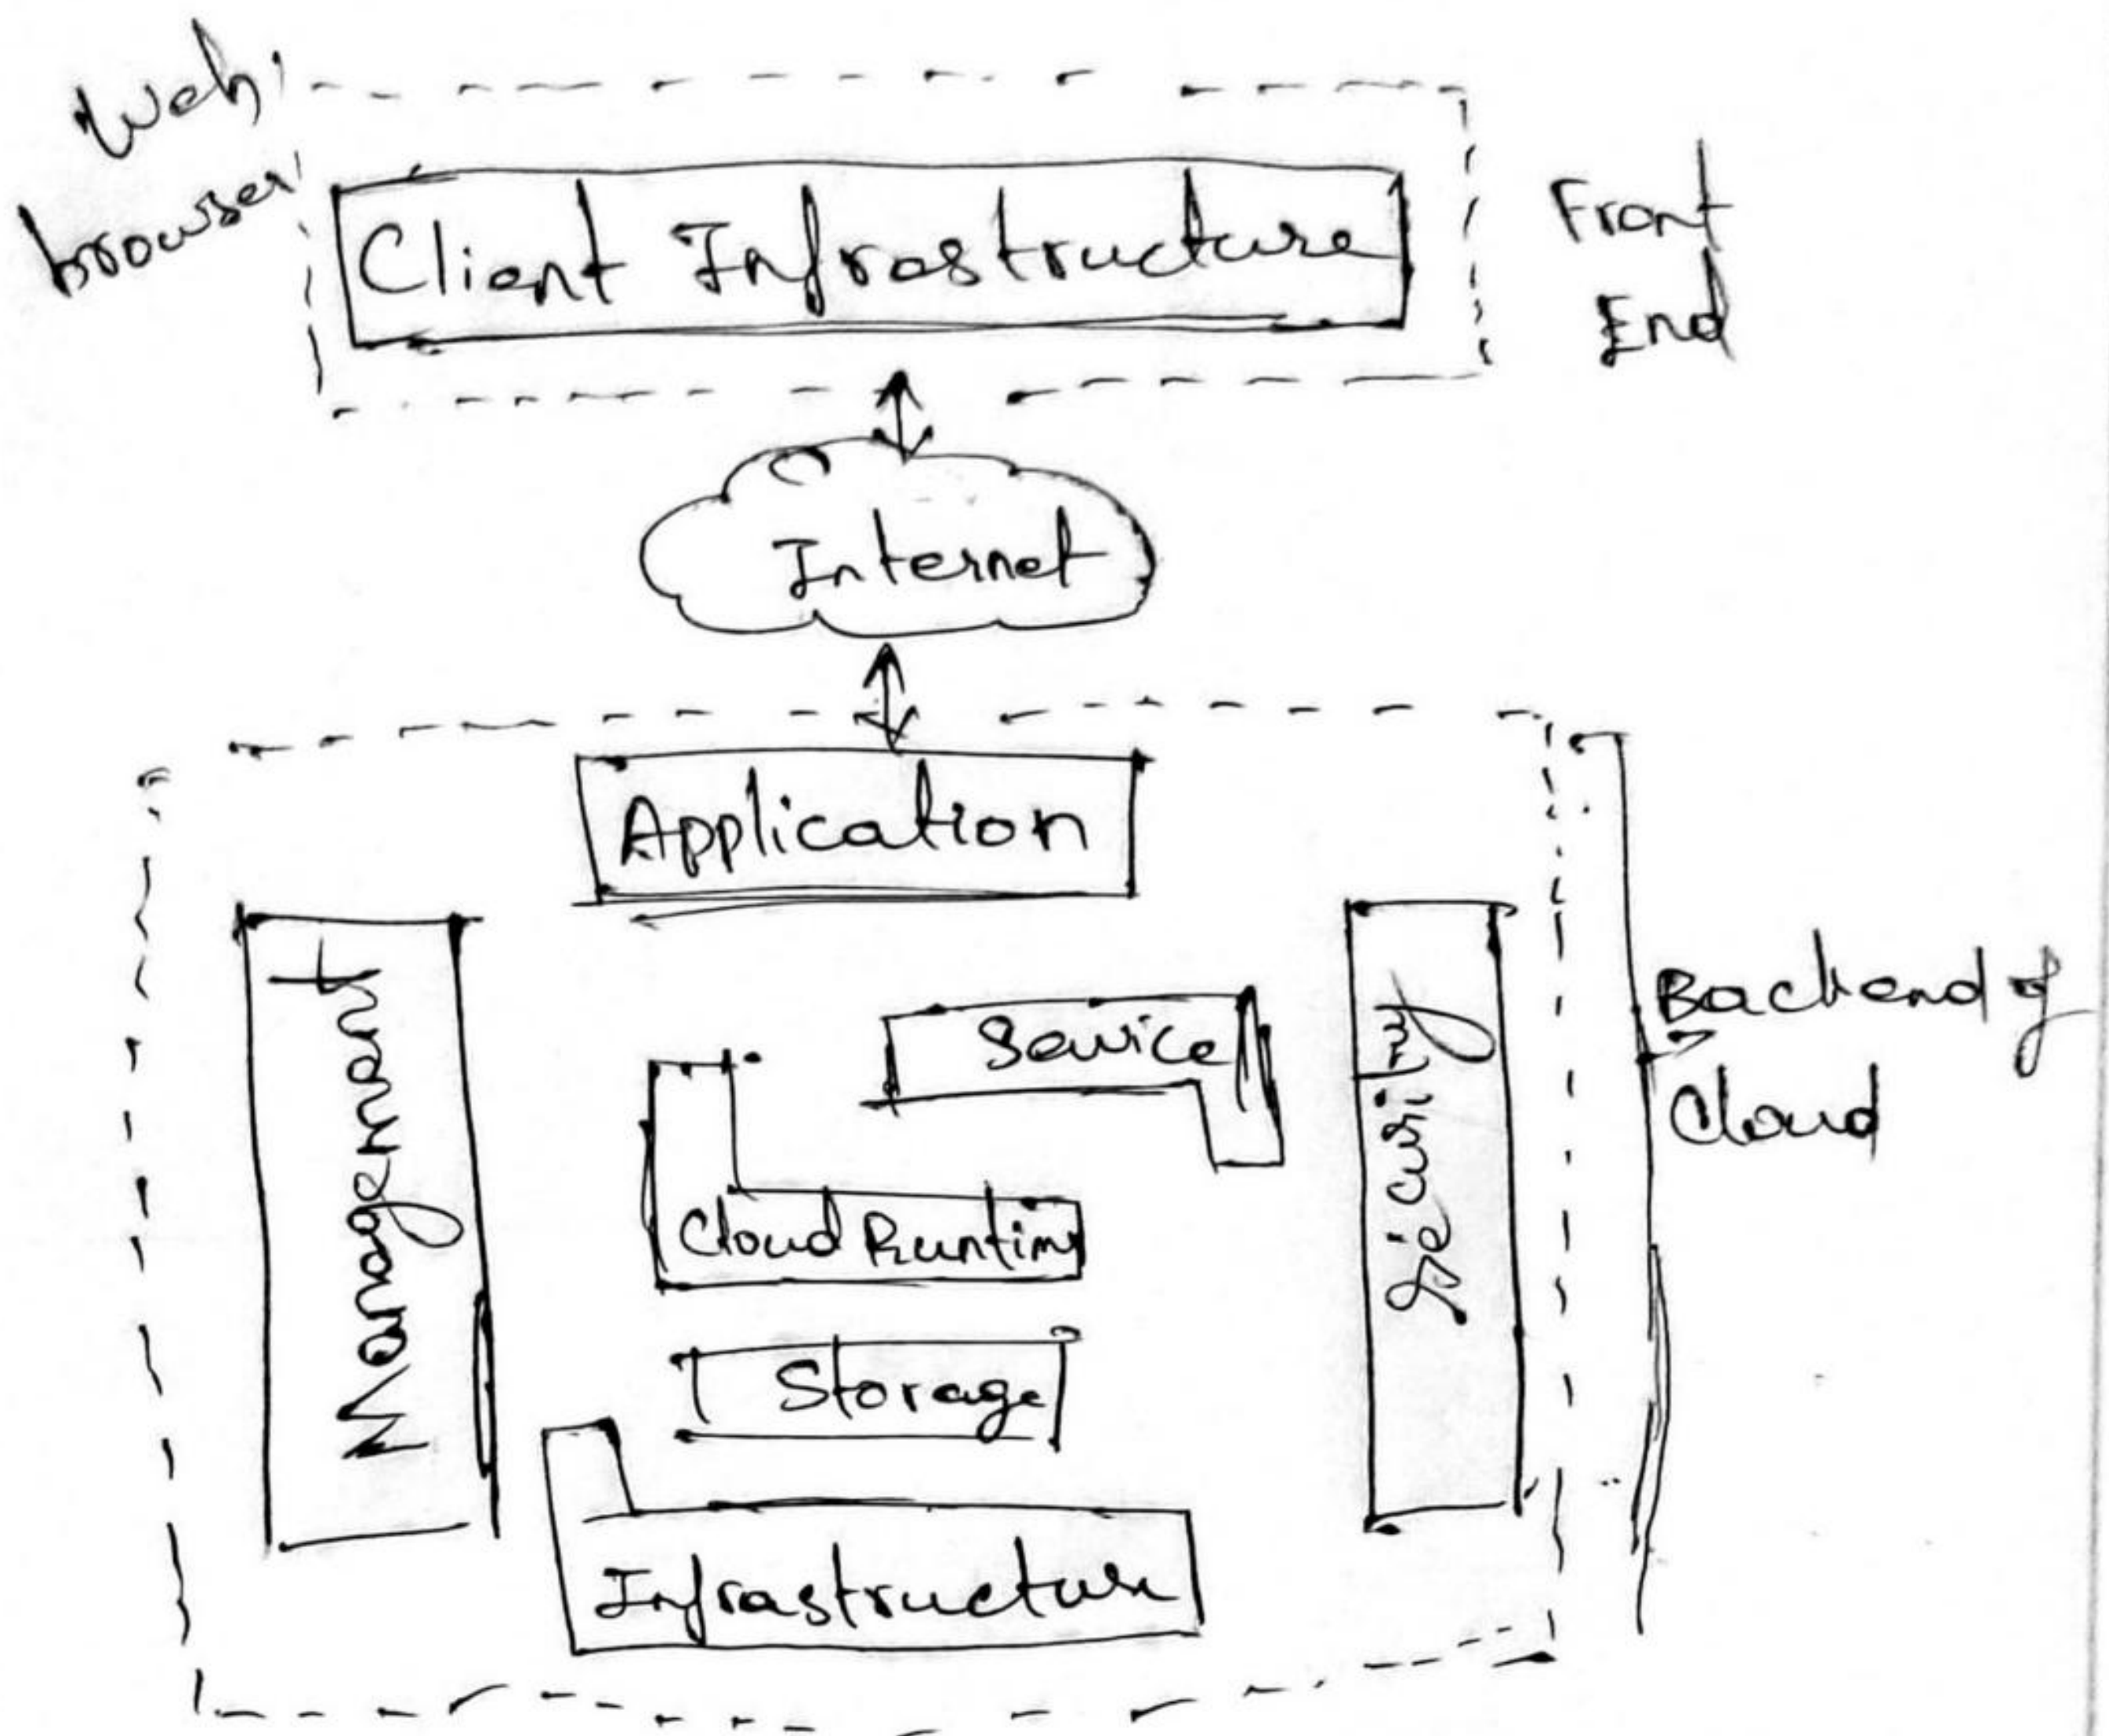 Web
browser
Client Infrastructure
Front
End
Internet
Application
Management
Service
Security
Backend of
Cloud
Cloud Runtime
Storage
Infrastructure